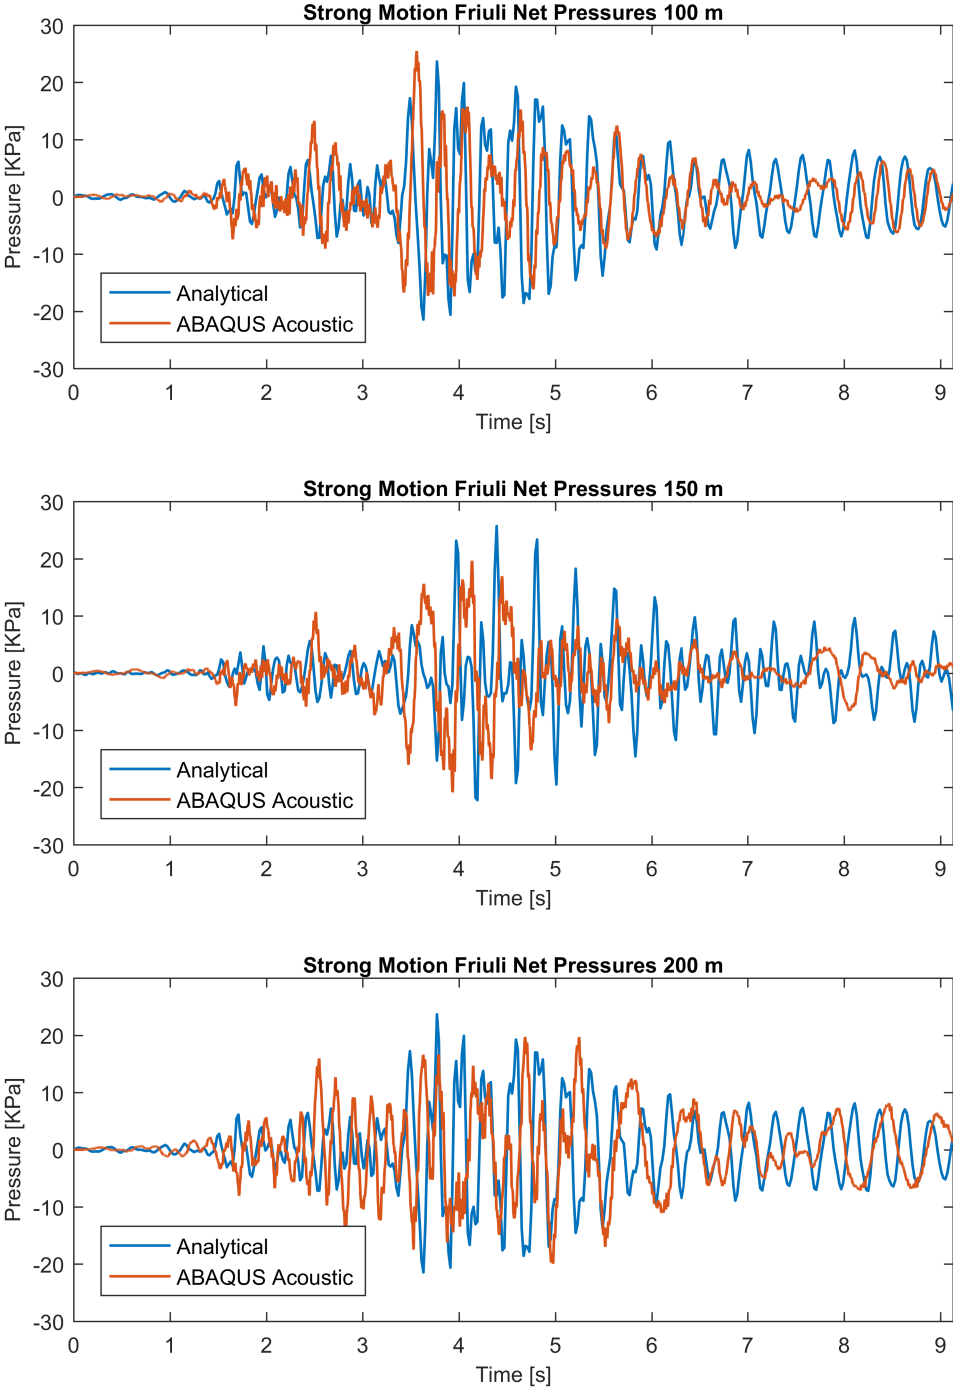 Strong Motion Friuli Net Pressures 100 m
30
20
10
0
-10
-20
-30
Pressure [KPa]
Analytical
ABAQUS Acoustic
0 1 2 3 4 5 6 7 8 9
Time [s]
Strong Motion Friuli Net Pressures 150 m
30
20
10
0
-10
-20
-30
Pressure [KPa]
Analytical
ABAQUS Acoustic
0 1 2 3 4 5 6 7 8 9
Time [s]
Strong Motion Friuli Net Pressures 200 m
30
20
10
0
-10
-20
-30
Pressure [KPa]
Analytical
ABAQUS Acoustic
0 1 2 3 4 5 6 7 8 9
Time [s]